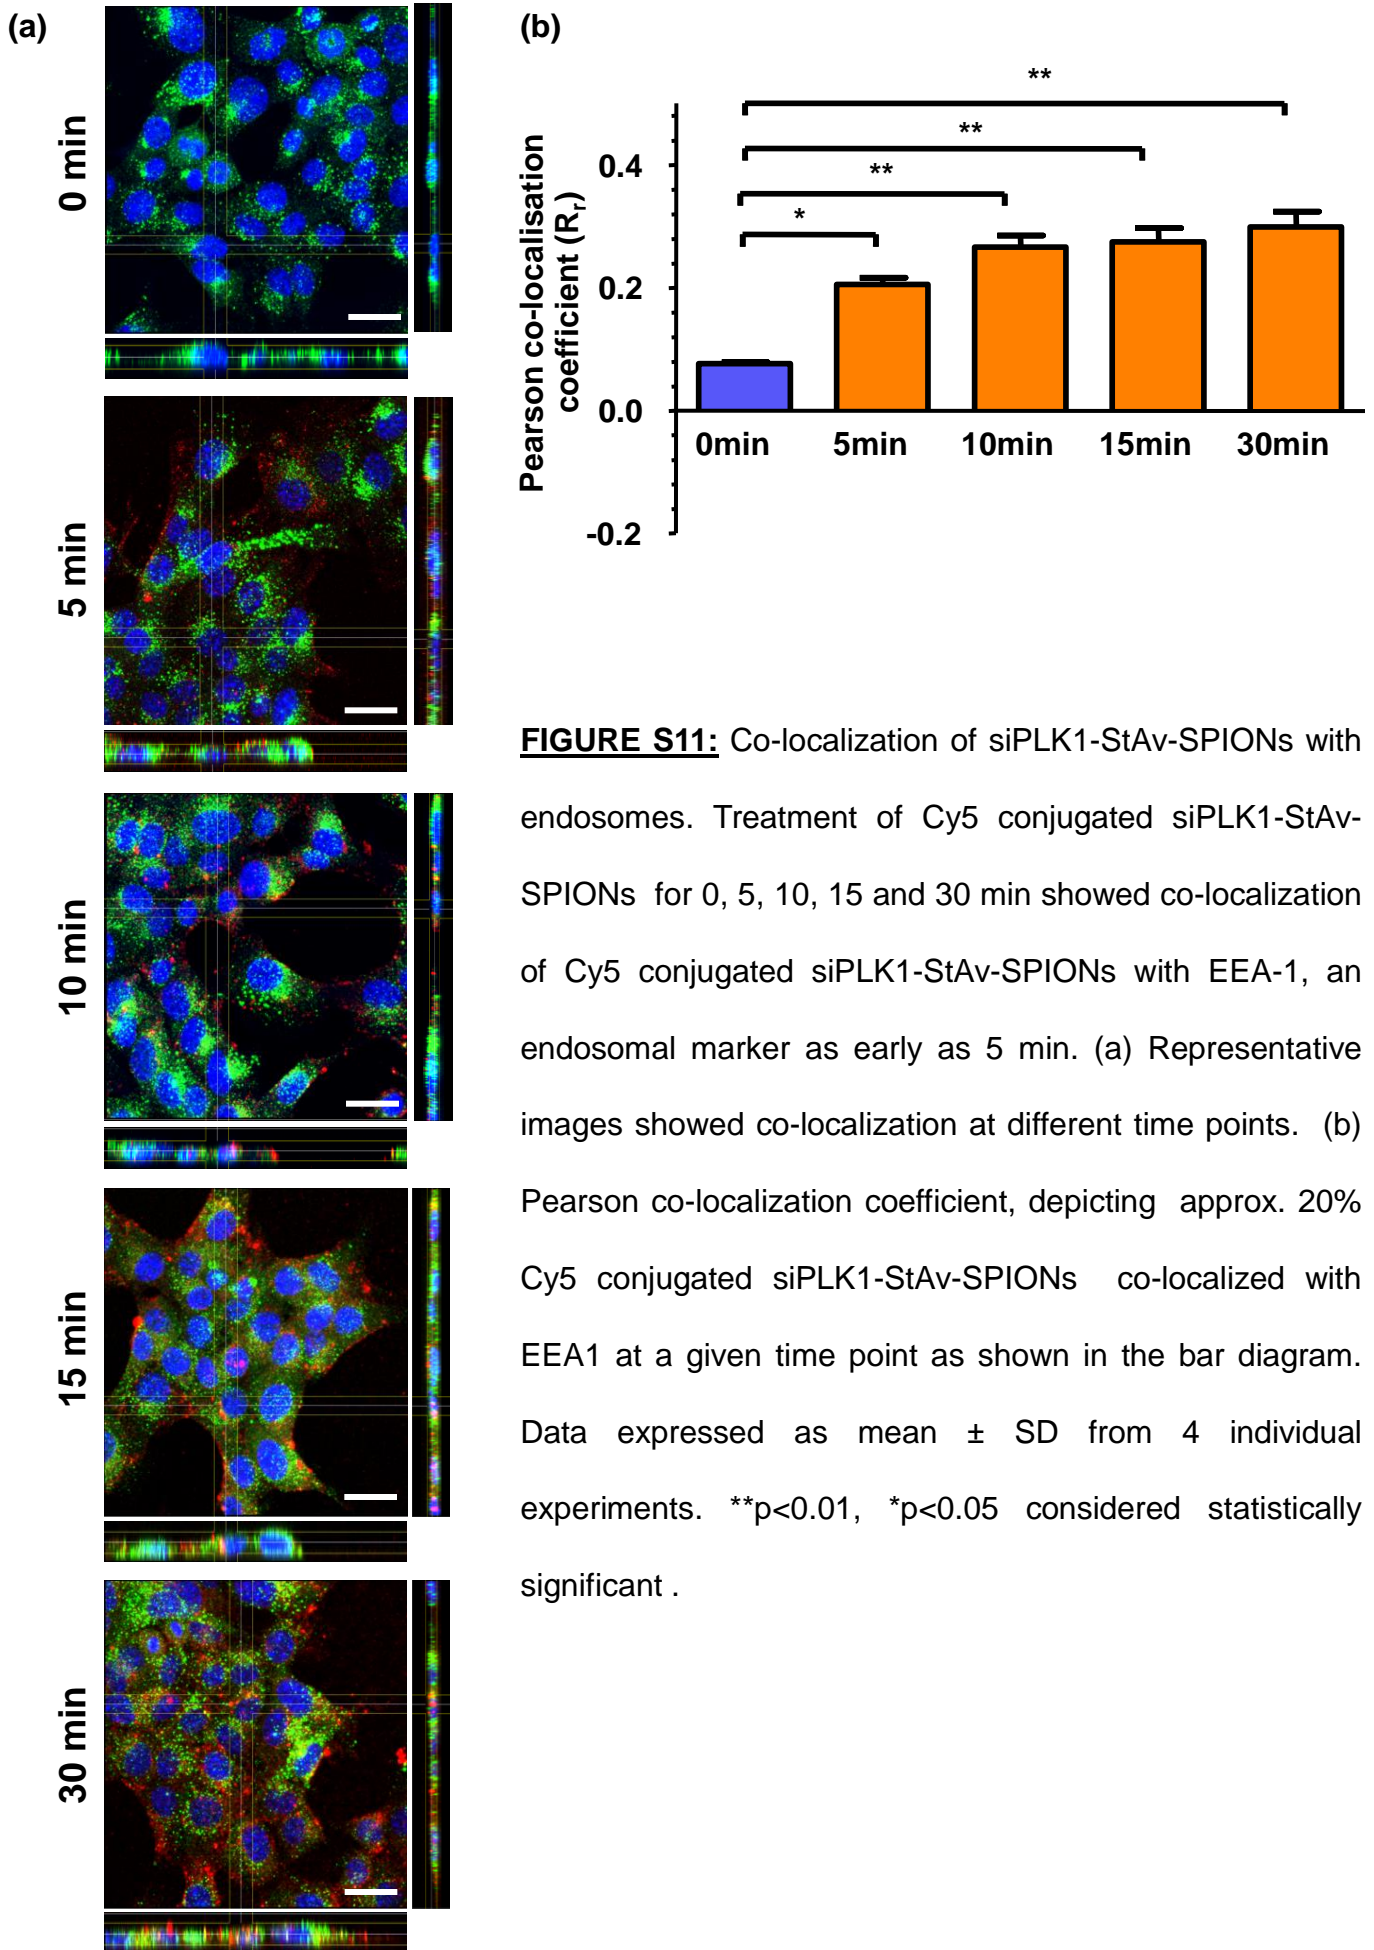 (a)
0 min
5 min
10 min
15 min
30 min
(b)
Pearson co-localisation
coefficient (Rr)
**
**
**
*
0.4
0.2
0.0
-0.2
0min 5min 10min 15min 30min
FIGURE S11: Co-localization of siPLK1-StAv-SPIONs with
endosomes. Treatment of Cy5 conjugated siPLK1-StAv-
SPIONs for 0, 5, 10, 15 and 30 min showed co-localization
of Cy5 conjugated siPLK1-StAv-SPIONs with EEA-1, an
endosomal marker as early as 5 min. (a) Representative
images showed co-localization at different time points. (b)
Pearson co-localization coefficient, depicting approx. 20%
Cy5 conjugated siPLK1-StAv-SPIONs co-localized with
EEA1 at a given time point as shown in the bar diagram.
Data expressed as mean ± SD from 4 individual
experiments. **p<0.01, *p<0.05 considered statistically
significant .